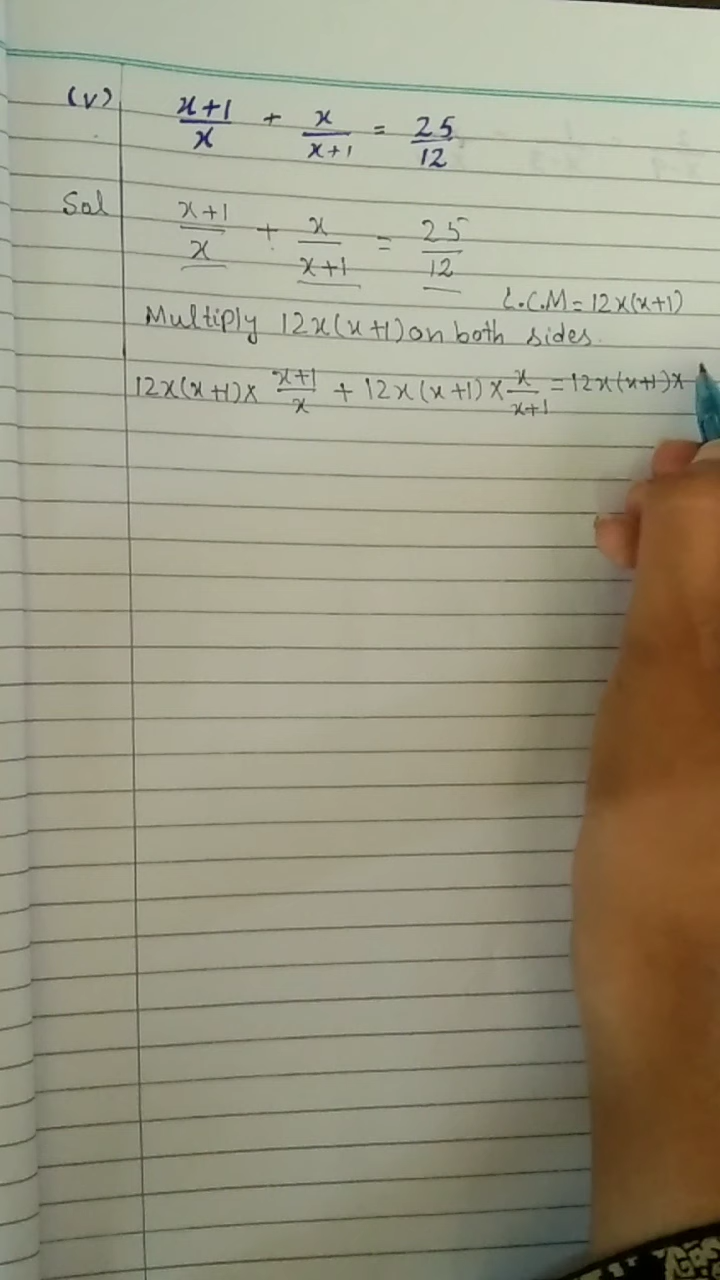 (v) (x+1)/x + x/(x+1) = 25/12
Sol (x+1)/x + x/(x+1) = 25/12
L.C.M = 12x(x+1)
Multiply 12x(x+1) on both sides.
12x(x+1) × (x+1)/x + 12x(x+1) × x/(x+1) = 12x(x+1) ×